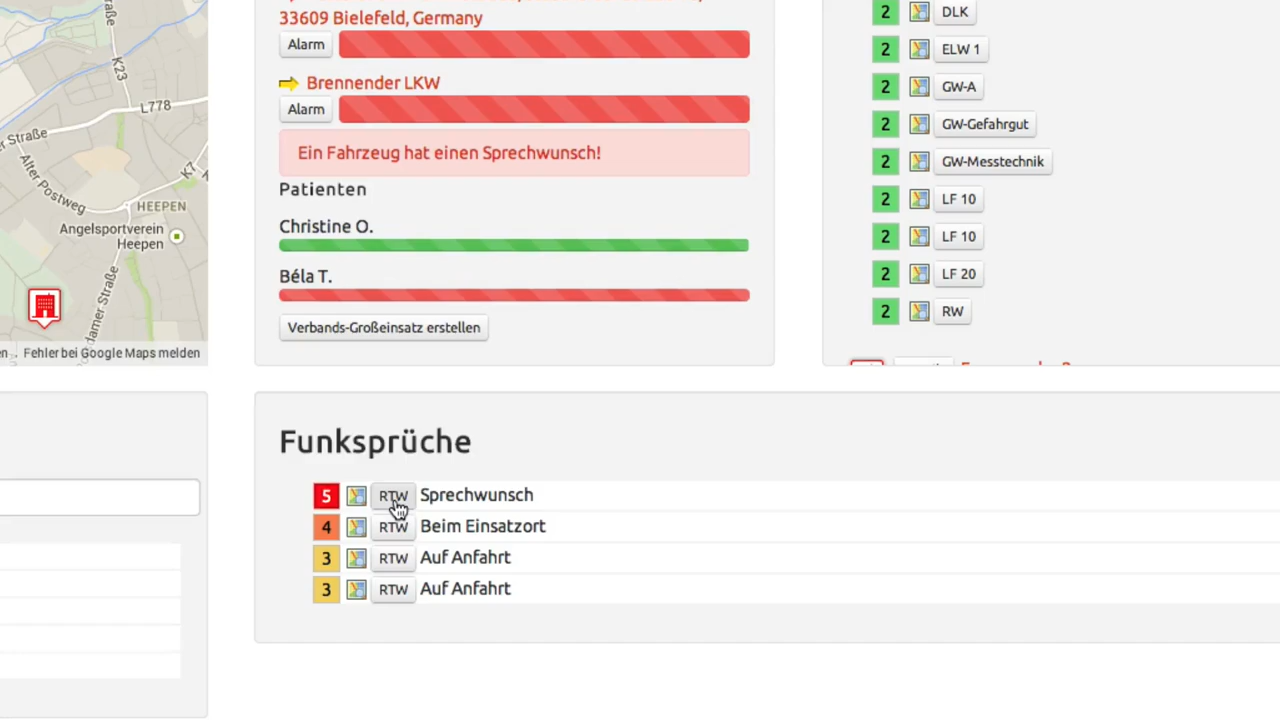 K23
L778
Straße
Alter Postweg
K7
HEEPEN
Angelsportverein
Heepen
Fehler bei Google Maps melden
33609 Bielefeld, Germany
Alarm
Brennender LKW
Alarm
Ein Fahrzeug hat einen Sprechwunsch!
Patienten
Christine O.
Béla T.
Verbands-Großeinsatz erstellen
2 DLK
2 ELW 1
2 GW-A
2 GW-Gefahrgut
2 GW-Messtechnik
2 LF 10
2 LF 10
2 LF 20
2 RW
Funksprüche
5 RTW Sprechwunsch
4 RTW Beim Einsatzort
3 RTW Auf Anfahrt
3 RTW Auf Anfahrt